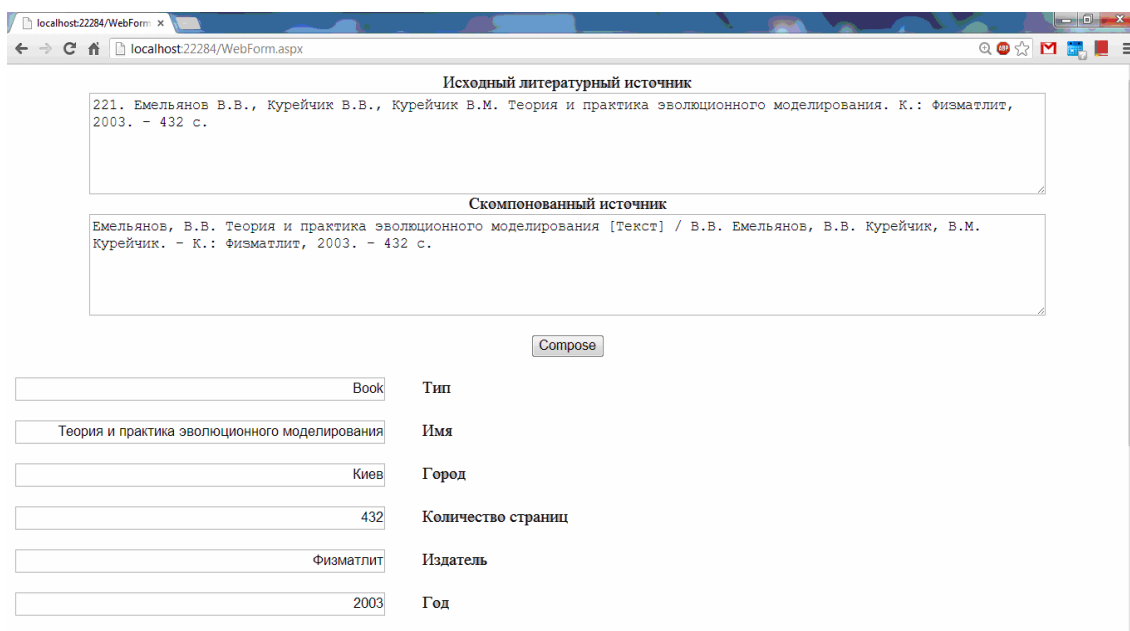 localhost:22284/WebForm
localhost:22284/WebForm.aspx
Исходный литературный источник
221. Емельянов В.В., Курейчик В.В., Курейчик В.М. Теория и практика эволюционного моделирования. К.: Физматлит,
2003. – 432 с.
Скомпонованный источник
Емельянов, В.В. Теория и практика эволюционного моделирования [Текст] / В.В. Емельянов, В.В. Курейчик, В.М.
Курейчик. – К.: Физматлит, 2003. – 432 с.
Compose
Book Тип
Теория и практика эволюционного моделирования Имя
Киев Город
432 Количество страниц
Физматлит Издатель
2003 Год